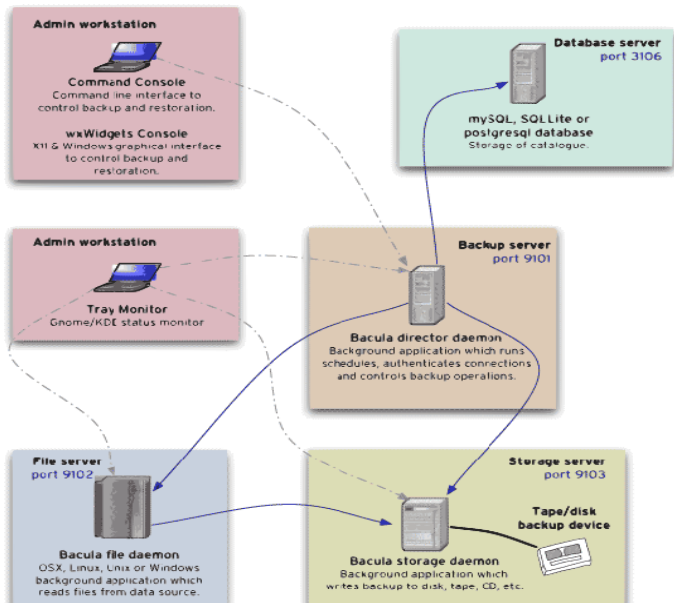 Admin workstation
Command Console
Command line interface to
control backup and restoration.
wxWidgets Console
X11 & Windows graphical interface
to control backup and
restoration.
Database server
port 3106
mySQL, SQLLite or
postgresql database
Storage of catalogue.
Admin workstation
Tray Monitor
Gnome/KDE status monitor
Backup server
port 9101
Bacula director daemon
Background application which runs
schedules, authenticates connections
and controls backup operations.
File server
port 9102
Bacula file daemon
OSX, Linux, Unix or Windows
background application which
reads files from data source.
Storage server
port 9103
Tape/disk
backup device
Bacula storage daemon
Background application which
writes backup to disk, tape, CD, etc.